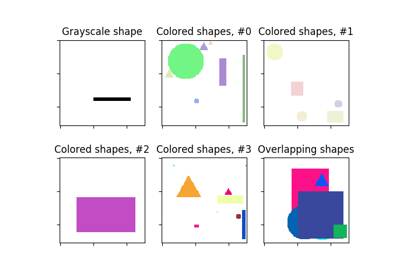 Grayscale shape
Colored shapes, #0
Colored shapes, #1
Colored shapes, #2
Colored shapes, #3
Overlapping shapes